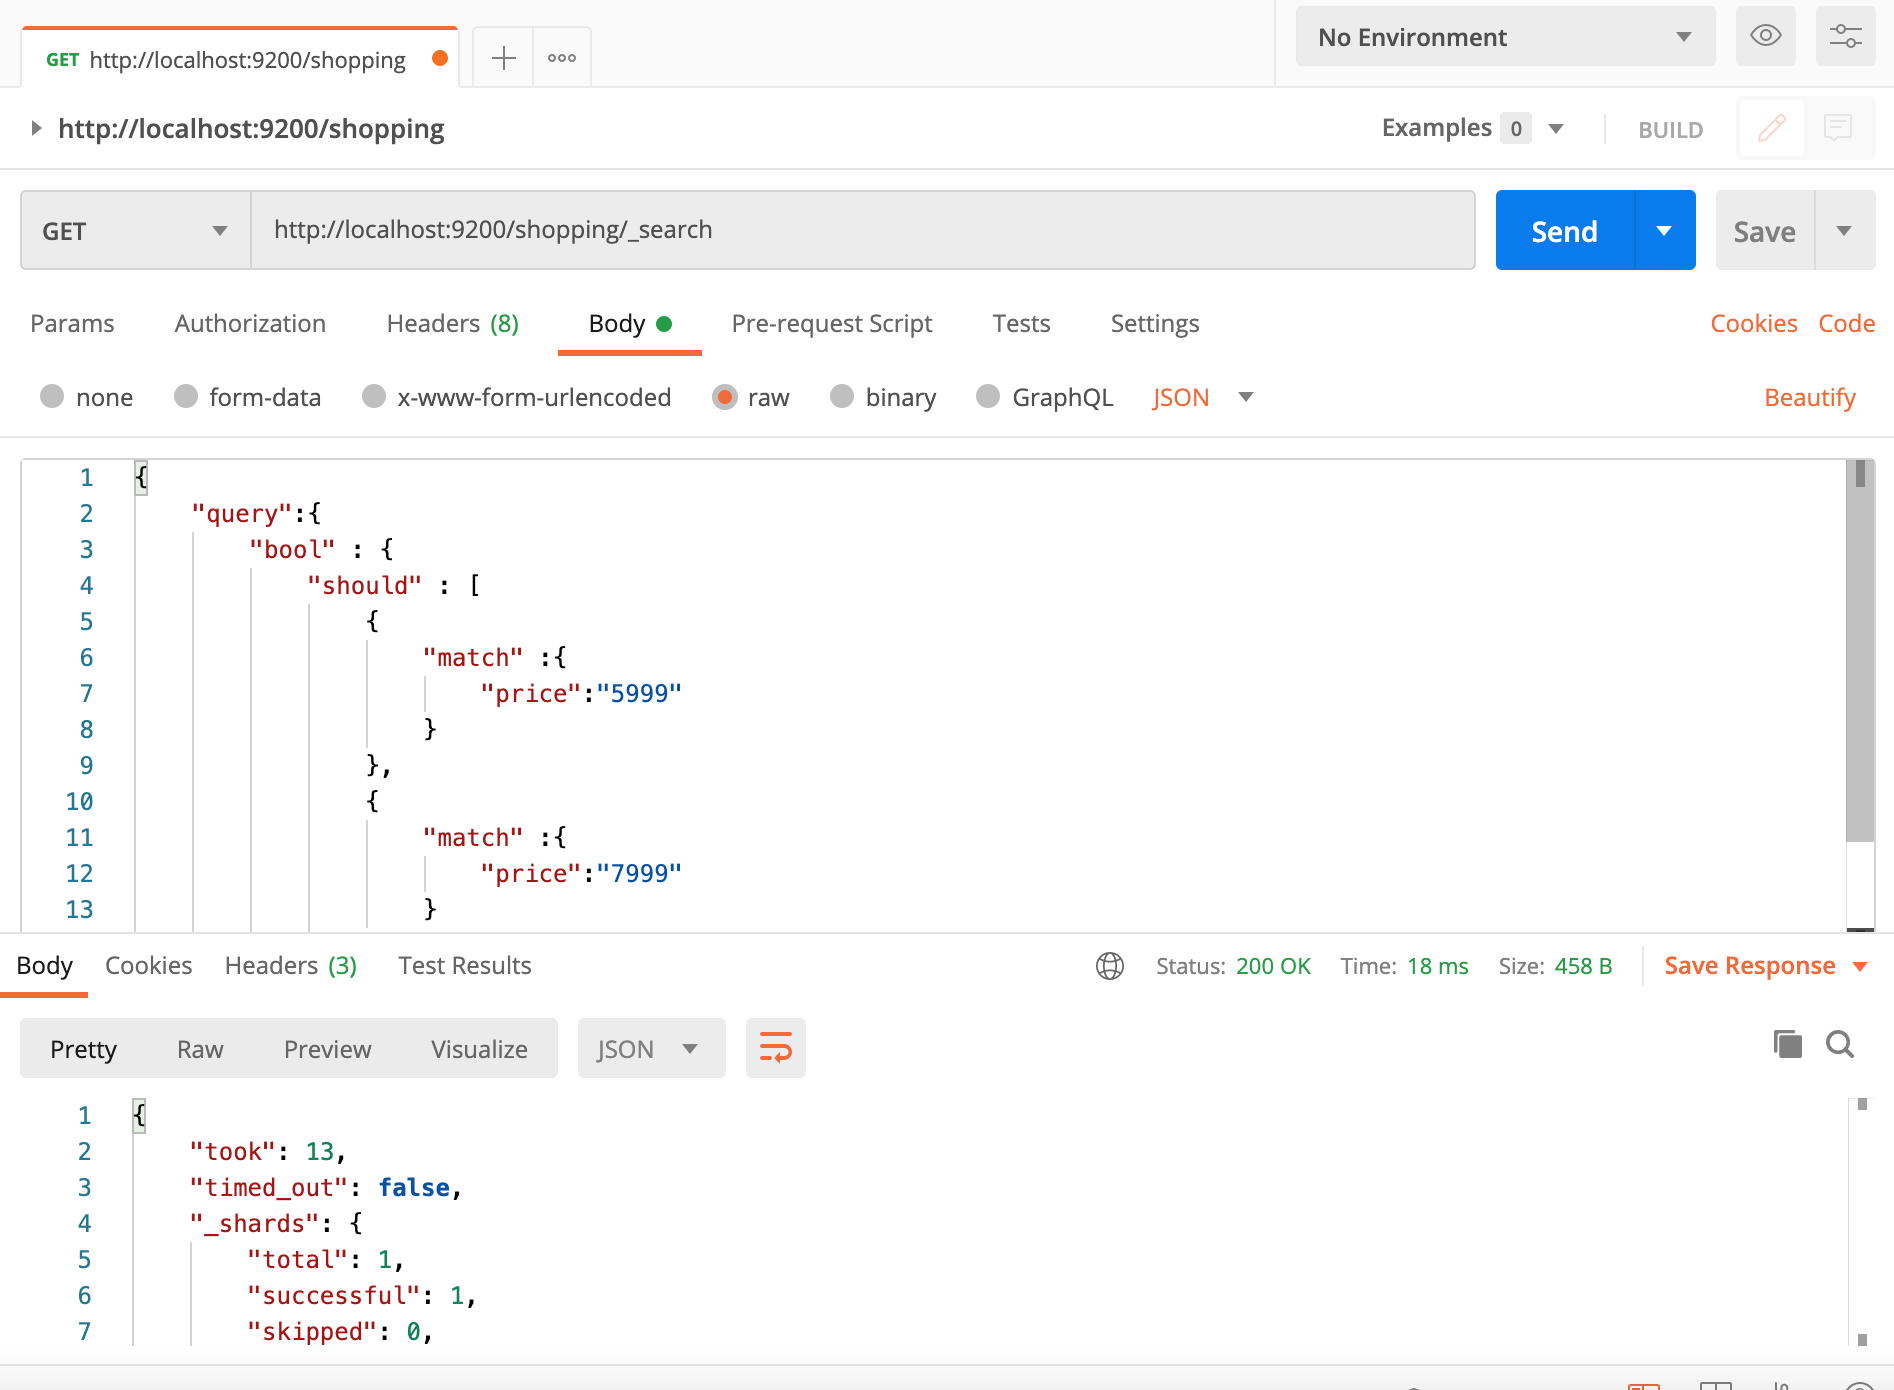 GET http://localhost:9200/shopping
No Environment
http://localhost:9200/shopping
Examples 0
BUILD
GET http://localhost:9200/shopping/_search
Send
Save
Params Authorization Headers (8) Body Pre-request Script Tests Settings Cookies Code
none form-data x-www-form-urlencoded raw binary GraphQL JSON Beautify
1 {
2 "query":{
3 "bool" : {
4 "should" : [
5 {
6 "match" :{
7 "price":"5999"
8 }
9 },
10 {
11 "match" :{
12 "price":"7999"
13 }
Body Cookies Headers (3) Test Results Status: 200 OK Time: 18 ms Size: 458 B Save Response
Pretty Raw Preview Visualize JSON
1 {
2 "took": 13,
3 "timed_out": false,
4 "_shards": {
5 "total": 1,
6 "successful": 1,
7 "skipped": 0,